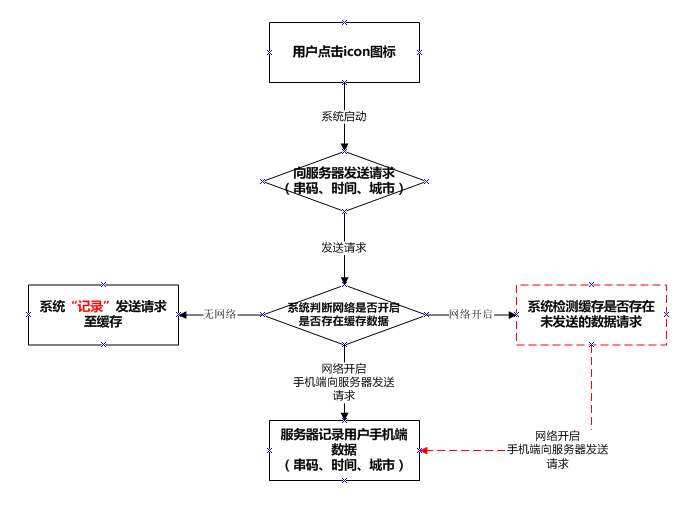 用户点击icon图标
系统启动
向服务器发送请求
（串码、时间、城市）
发送请求
系统“记录”发送请求
至缓存
无网络
系统判断网络是否开启
是否存在缓存数据
网络开启
系统检测缓存是否存在
未发送的数据请求
网络开启
手机端向服务器发送
请求
服务器记录用户手机端
数据
（串码、时间、城市）
网络开启
手机端向服务器发送
请求